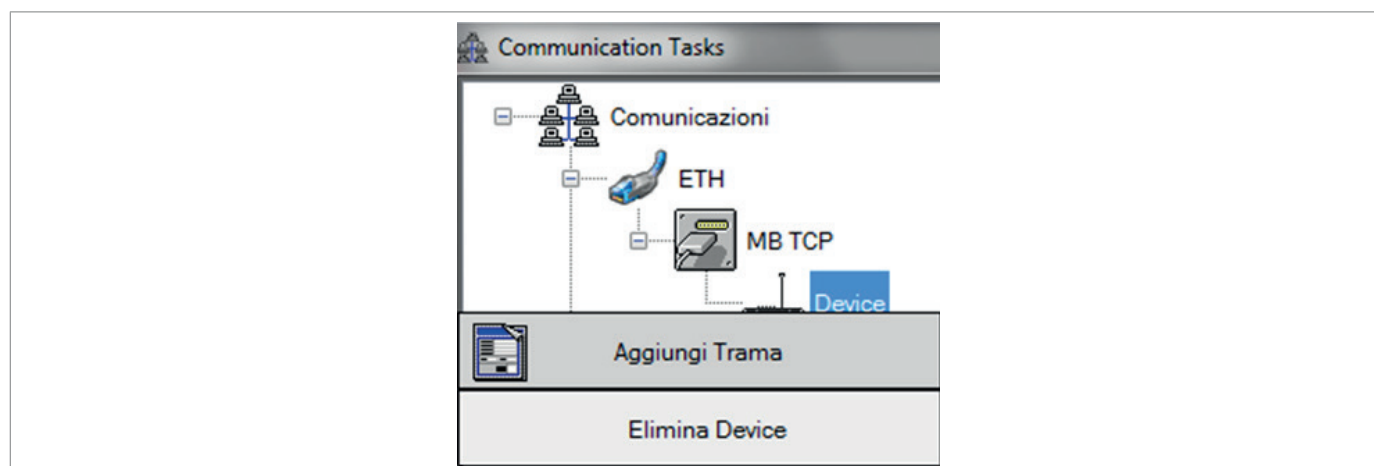 Communication Tasks
Comunicazioni
ETH
MB TCP
Device
Aggiungi Trama
Elimina Device